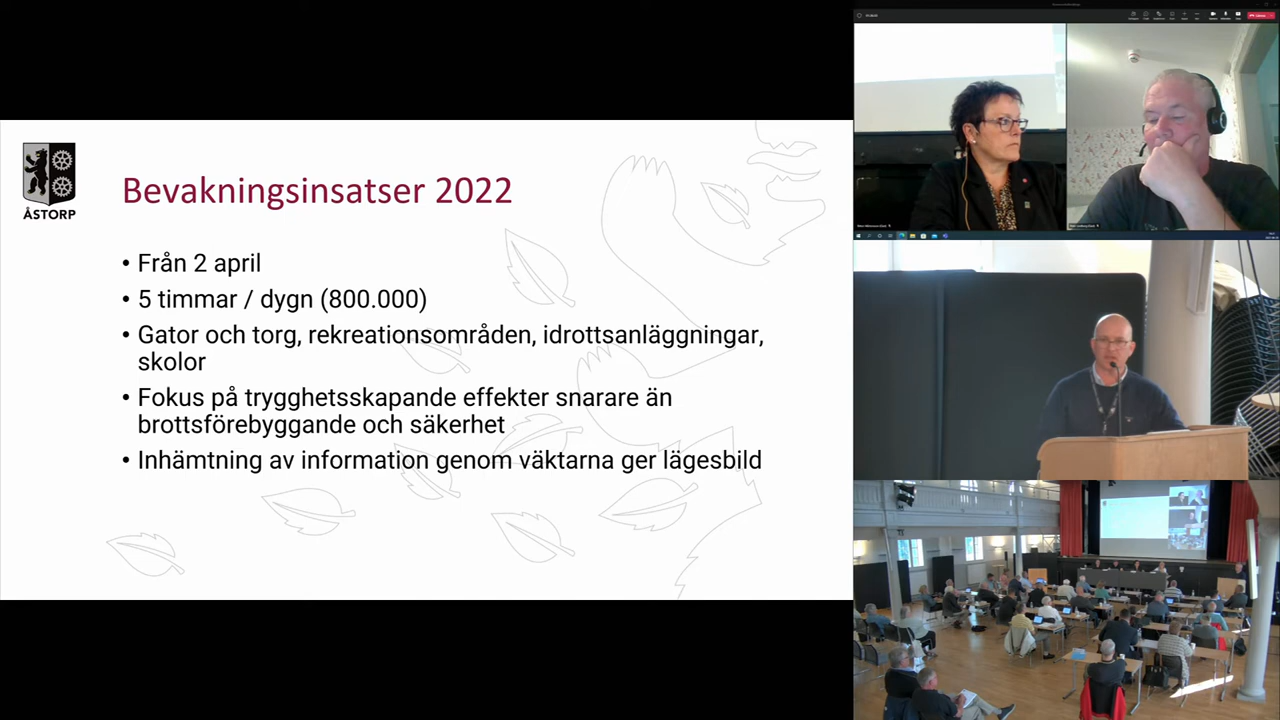 ÅSTORP
Bevakningsinsatser 2022
• Från 2 april
• 5 timmar / dygn (800.000)
• Gator och torg, rekreationsområden, idrottsanläggningar,
skolor
• Fokus på trygghetsskapande effekter snarare än
brottsförebyggande och säkerhet
• Inhämtning av information genom väktarna ger lägesbild